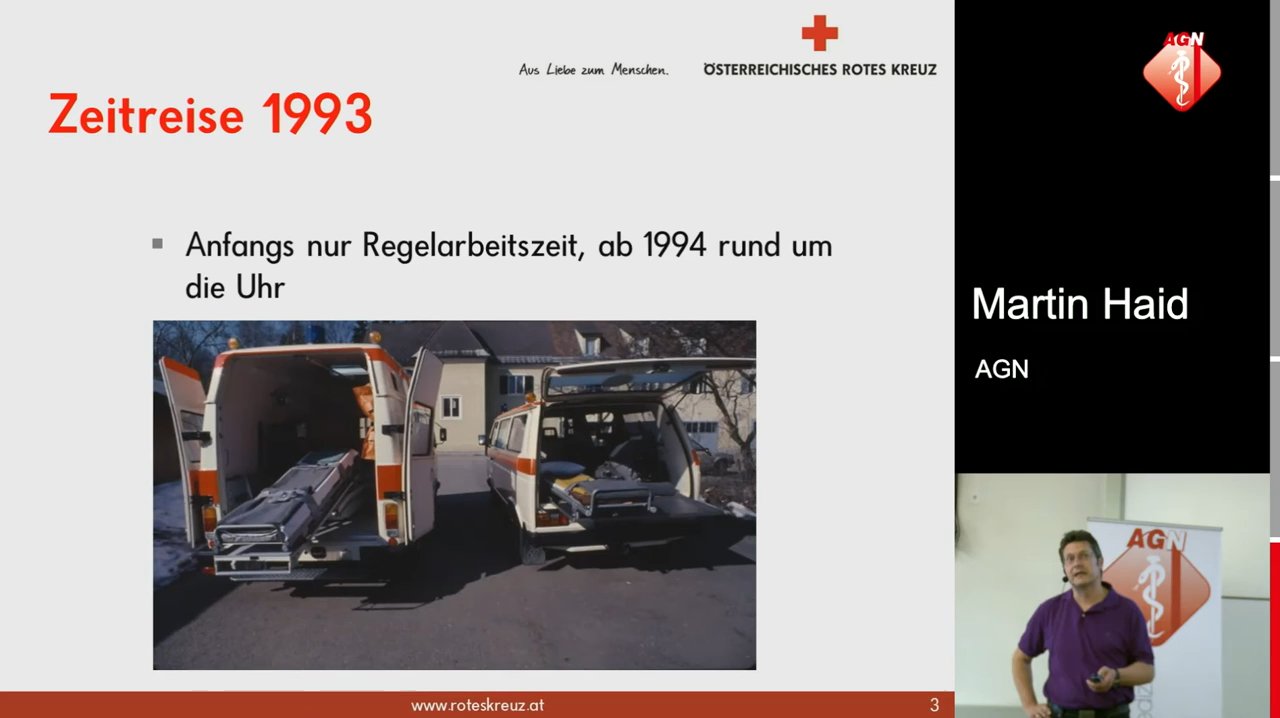 Aus Liebe zum Menschen.
ÖSTERREICHISCHES ROTES KREUZ
Zeitreise 1993
Anfangs nur Regelarbeitszeit, ab 1994 rund um
die Uhr
www.roteskreuz.at
3
AGN
Martin Haid
AGN
AGN